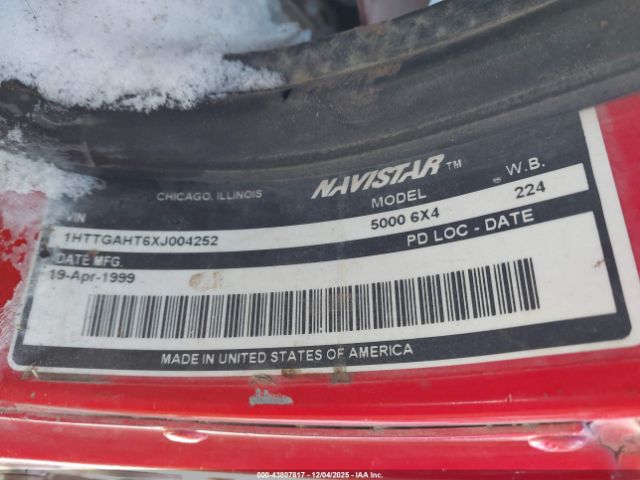 CHICAGO, ILLINOIS NAVISTAR™
VIN MODEL W.B.
1HTTGAHT6XJ004252 5000 6X4 224
DATE MFG. PD LOC - DATE
19-Apr-1999
MADE IN UNITED STATES OF AMERICA
00-43807817 • 12/04/2025 • IAA Inc.